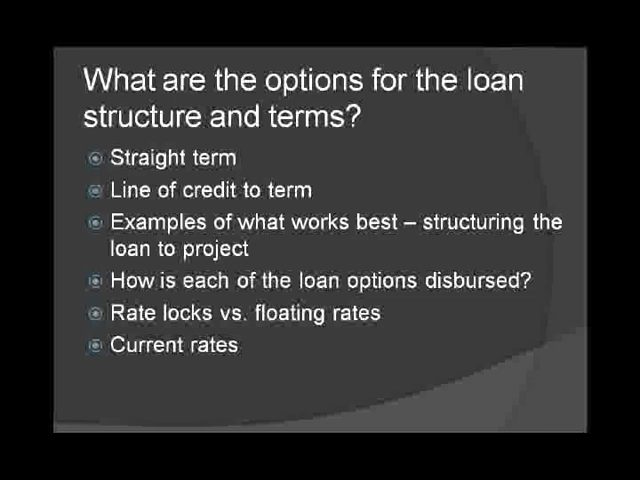 What are the options for the loan
structure and terms?
Straight term
Line of credit to term
Examples of what works best – structuring the
loan to project
How is each of the loan options disbursed?
Rate locks vs. floating rates
Current rates